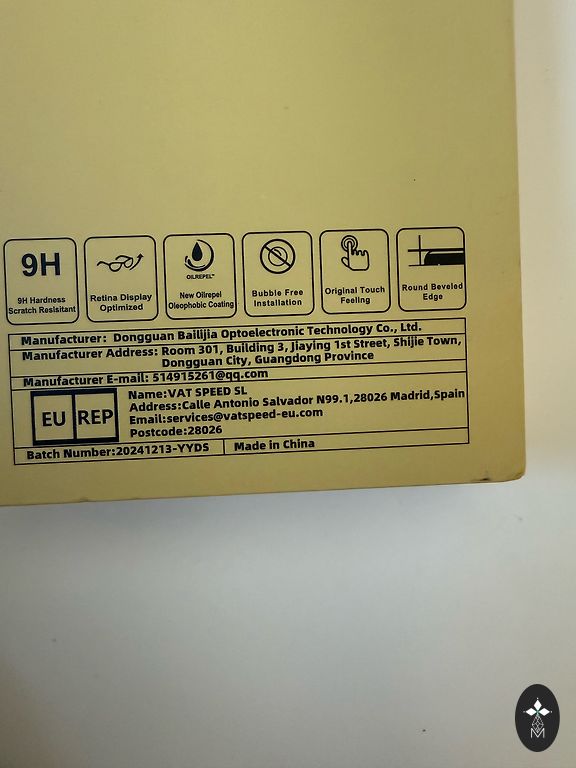 9H
9H Hardness
Scratch Resisitant
Retina Display
Optimized
OILREPEL™
New Oilrepel
Oleophobic Coating
Bubble Free
Installation
Original Touch
Feeling
Round Beveled
Edge
Manufacturer: Dongguan Bailijia Optoelectronic Technology Co., Ltd.
Manufacturer Address: Room 301, Building 3, Jiaying 1st Street, Shijie Town,
Dongguan City, Guangdong Province
Manufacturer E-mail: 514915261@qq.com
EU REP
Name:VAT SPEED SL
Address:Calle Antonio Salvador N99.1,28026 Madrid,Spain
Email:services@vatspeed-eu.com
Postcode:28026
Batch Number:20241213-YYDS Made in China